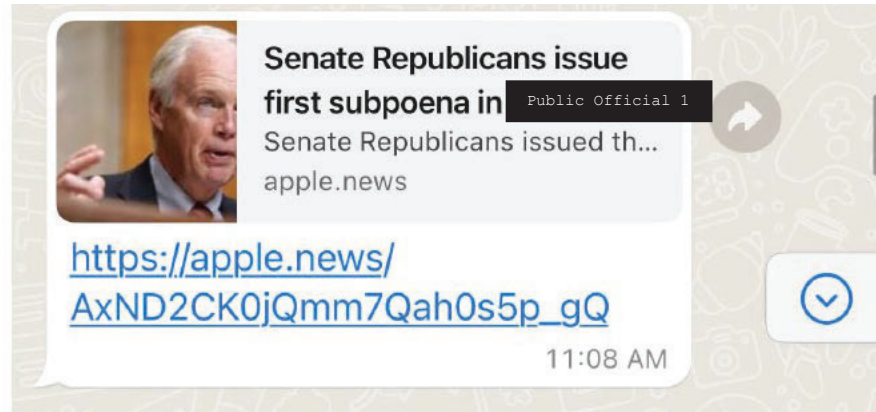 Senate Republicans issue
first subpoena in Public Official 1
Senate Republicans issued th...
apple.news
https://apple.news/
AxND2CK0jQmm7Qah0s5p_gQ
11:08 AM